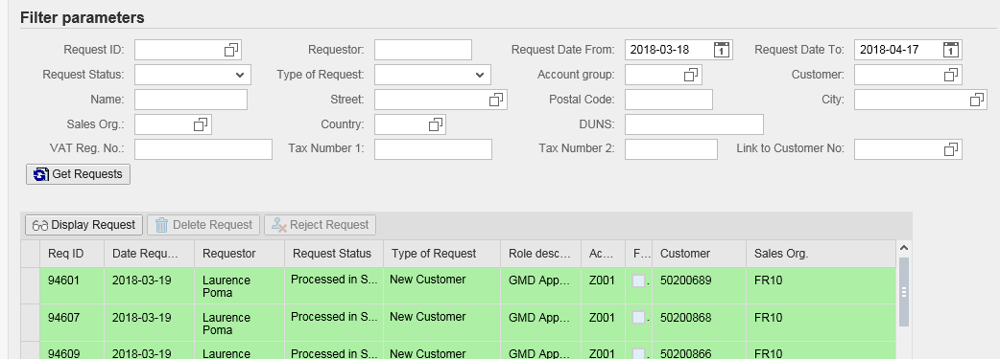 Filter parameters
Request ID: Requestor: Request Date From: 2018-03-18 Request Date To: 2018-04-17
Request Status: Type of Request: Account group: Customer:
Name: Street: Postal Code: City:
Sales Org.: Country: DUNS:
VAT Reg. No.: Tax Number 1: Tax Number 2: Link to Customer No:
Get Requests
Display Request Delete Request Reject Request
Req ID Date Requ... Requestor Request Status Type of Request Role desc... Ac... F... Customer Sales Org.
94601 2018-03-19 Laurence Poma Processed in S... New Customer GMD App... Z001 50200689 FR10
94607 2018-03-19 Laurence Poma Processed in S... New Customer GMD App... Z001 50200868 FR10
94609 2018-03-19 Laurence Processed in S... New Customer GMD App... Z001 50200866 FR10